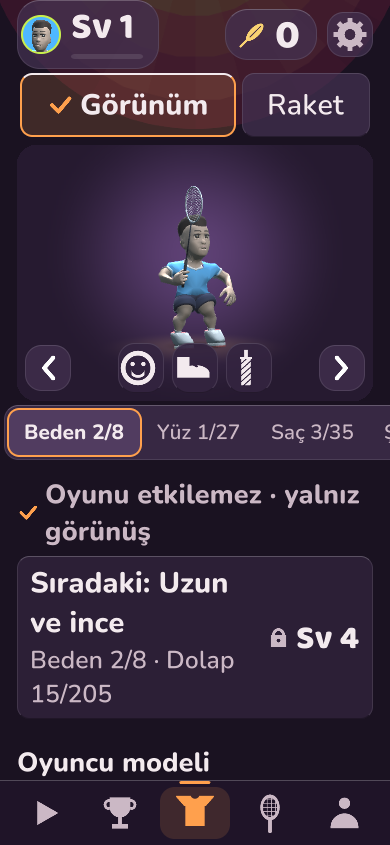 Sv 1
0
Görünüm
Raket
Beden 2/8
Yüz 1/27
Saç 3/35
Oyunu etkilemez · yalnız
görünüş
Sıradaki: Uzun
ve ince
Sv 4
Beden 2/8 · Dolap
15/205
Oyuncu modeli